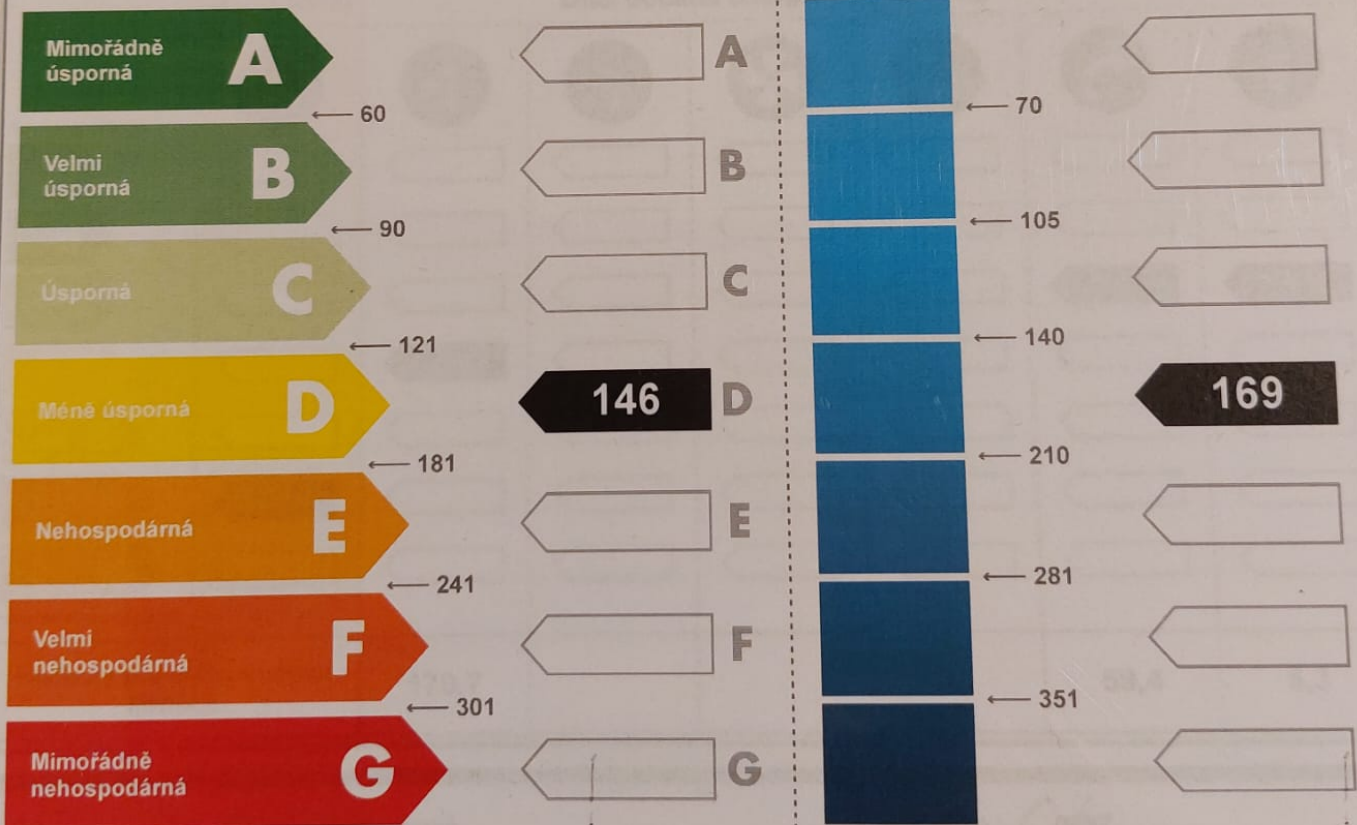 Mimořádně
úsporná
A
A
60
70
Velmi
úsporná
B
B
90
105
Úsporná
C
C
121
140
Méně úsporná
D
146
D
169
181
210
Nehospodárná
E
E
241
281
Velmi
nehospodárná
F
F
301
351
Mimořádně
nehospodárná
G
G